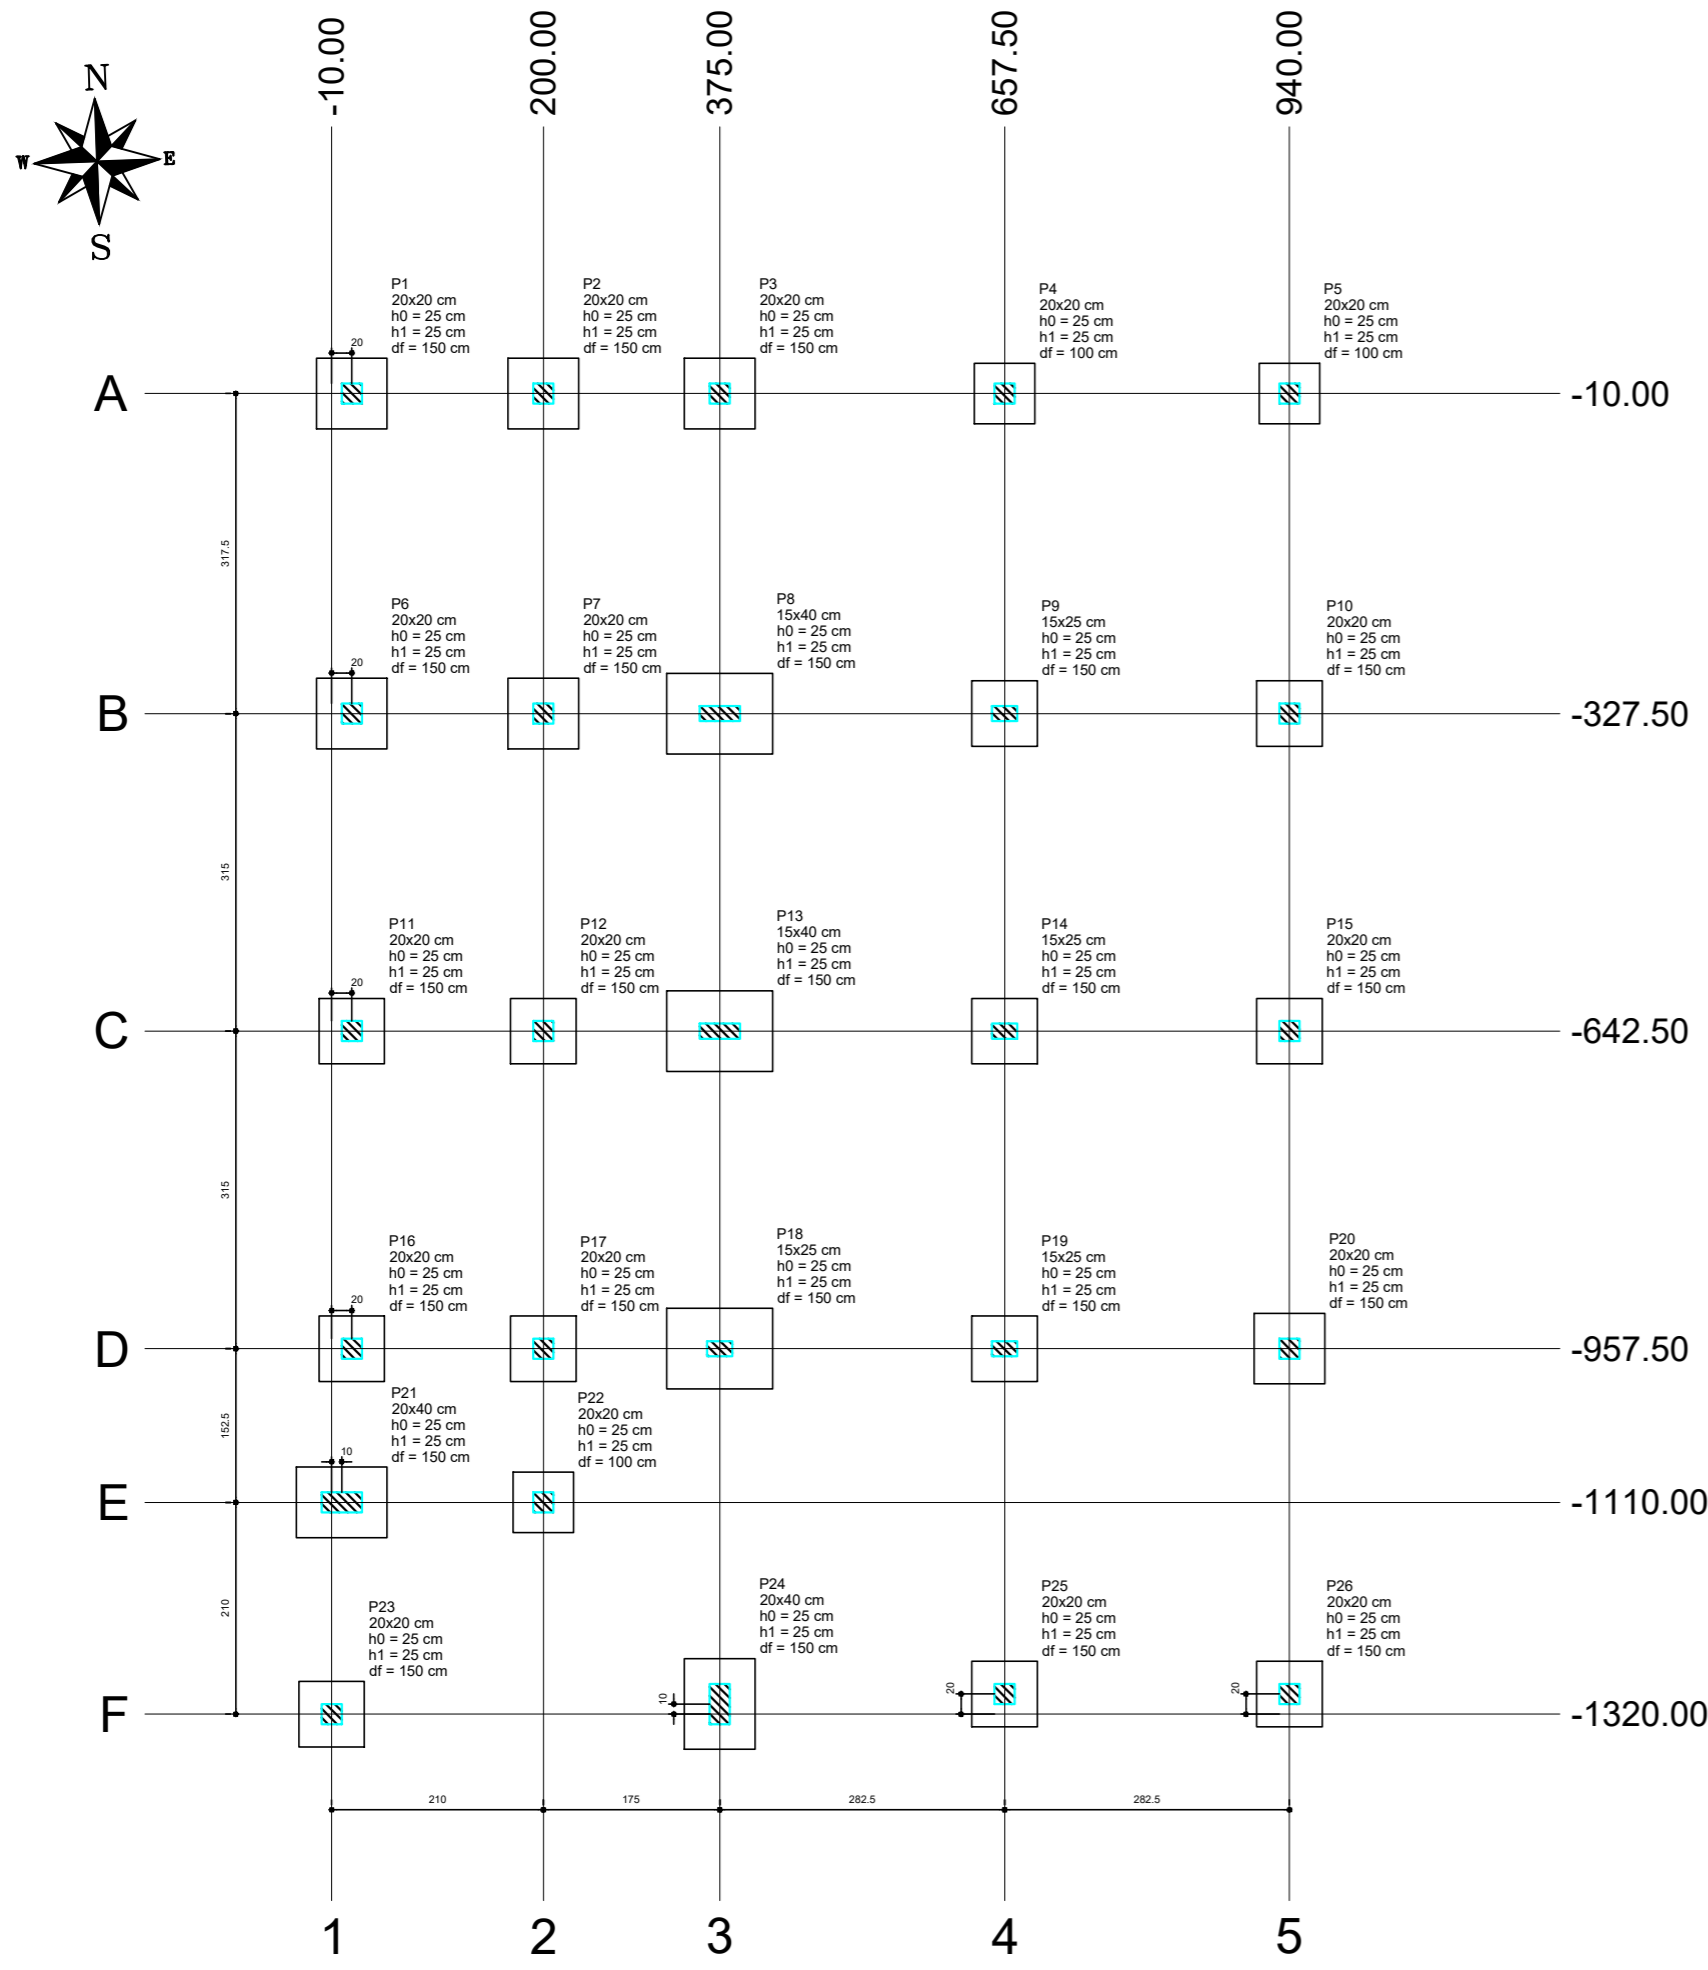 -10.00
200.00
375.00
657.50
940.00
N
W
E
S
P1
20x20 cm
h0 = 25 cm
h1 = 25 cm
df = 150 cm
20
P2
20x20 cm
h0 = 25 cm
h1 = 25 cm
df = 150 cm
P3
20x20 cm
h0 = 25 cm
h1 = 25 cm
df = 150 cm
P4
20x20 cm
h0 = 25 cm
h1 = 25 cm
df = 100 cm
P5
20x20 cm
h0 = 25 cm
h1 = 25 cm
df = 100 cm
A
-10.00
317.5
P6
20x20 cm
h0 = 25 cm
h1 = 25 cm
df = 150 cm
20
P7
20x20 cm
h0 = 25 cm
h1 = 25 cm
df = 150 cm
P8
15x40 cm
h0 = 25 cm
h1 = 25 cm
df = 150 cm
P9
15x25 cm
h0 = 25 cm
h1 = 25 cm
df = 150 cm
P10
20x20 cm
h0 = 25 cm
h1 = 25 cm
df = 150 cm
B
-327.50
315
P11
20x20 cm
h0 = 25 cm
h1 = 25 cm
df = 150 cm
20
P12
20x20 cm
h0 = 25 cm
h1 = 25 cm
df = 150 cm
P13
15x40 cm
h0 = 25 cm
h1 = 25 cm
df = 150 cm
P14
15x25 cm
h0 = 25 cm
h1 = 25 cm
df = 150 cm
P15
20x20 cm
h0 = 25 cm
h1 = 25 cm
df = 150 cm
C
-642.50
315
P16
20x20 cm
h0 = 25 cm
h1 = 25 cm
df = 150 cm
20
P17
20x20 cm
h0 = 25 cm
h1 = 25 cm
df = 150 cm
P18
15x25 cm
h0 = 25 cm
h1 = 25 cm
df = 150 cm
P19
15x25 cm
h0 = 25 cm
h1 = 25 cm
df = 150 cm
P20
20x20 cm
h0 = 25 cm
h1 = 25 cm
df = 150 cm
D
-957.50
152.5
P21
20x40 cm
h0 = 25 cm
h1 = 25 cm
df = 150 cm
10
P22
20x20 cm
h0 = 25 cm
h1 = 25 cm
df = 100 cm
E
-1110.00
210
P23
20x20 cm
h0 = 25 cm
h1 = 25 cm
df = 150 cm
P24
20x40 cm
h0 = 25 cm
h1 = 25 cm
df = 150 cm
10
P25
20x20 cm
h0 = 25 cm
h1 = 25 cm
df = 150 cm
20
P26
20x20 cm
h0 = 25 cm
h1 = 25 cm
df = 150 cm
20
F
-1320.00
210
175
282.5
282.5
1
2
3
4
5